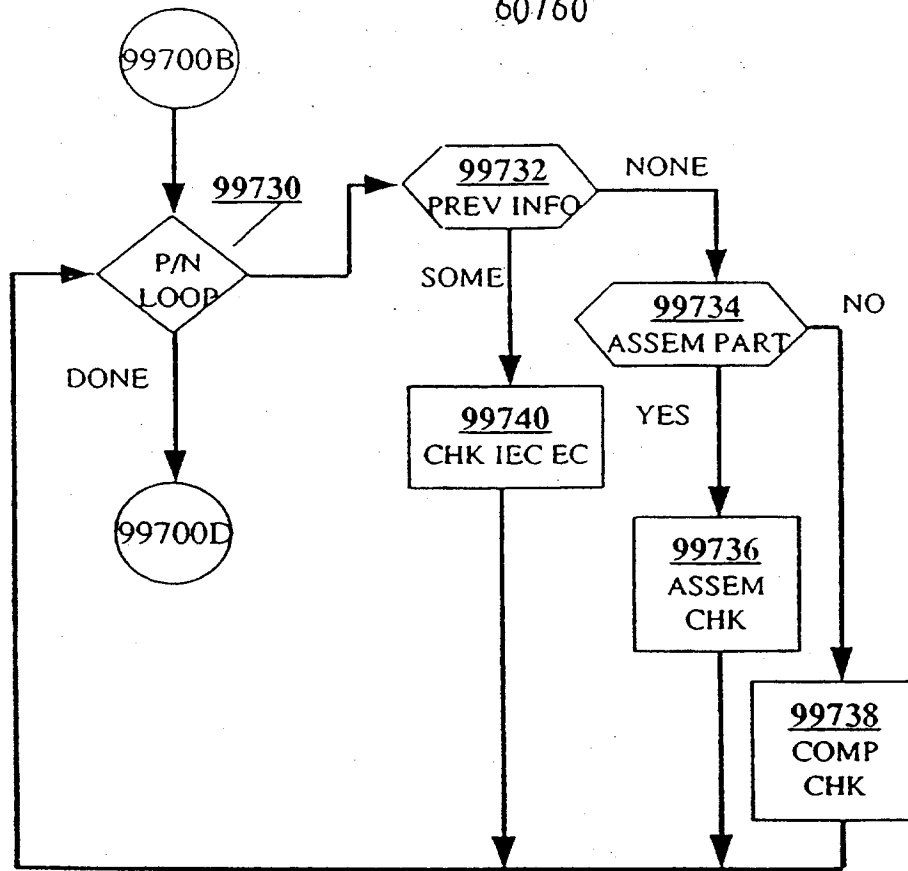 60760
99700B
99730
P/N
LOOP
99732
PREV INFO
NONE
SOME
99734
ASSEM PART
NO
DONE
99740
CHK IEC EC
YES
99700D
99736
ASSEM
CHK
99738
COMP
CHK